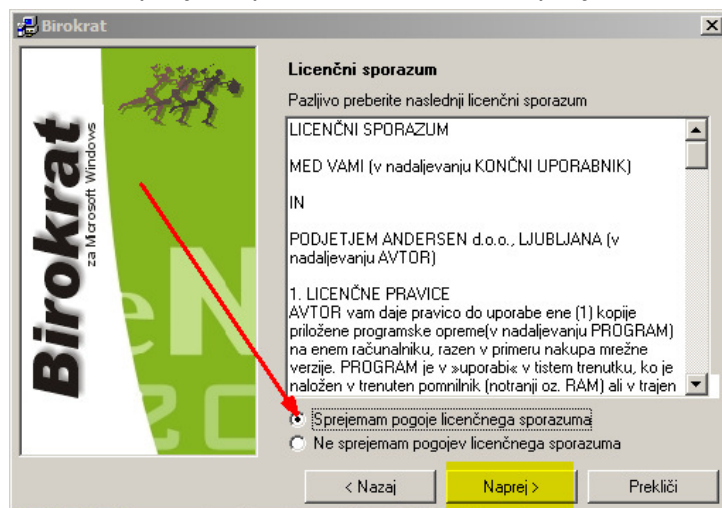 Birokrat
Birokrat
za Microsoft Windows
Licenčni sporazum
Pazljivo preberite naslednji licenčni sporazum
LICENČNI SPORAZUM
MED VAMI (v nadaljevanju KONČNI UPORABNIK)
IN
PODJETJEM ANDERSEN d.o.o., LJUBLJANA (v
nadaljevanju AVTOR)
1. LICENČNE PRAVICE
AVTOR vam daje pravico do uporabe ene (1) kopije
priložene programske opreme(v nadaljevanju PROGRAM)
na enem računalniku, razen v primeru nakupa mrežne
verzije. PROGRAM je v »uporabi« v tistem trenutku, ko je
naložen v trenuten pomnilnik (notranji oz. RAM) ali v trajen
Sprejemam pogoje licenčnega sporazuma
Ne sprejemam pogojev licenčnega sporazuma
< Nazaj
Naprej >
Prekliči